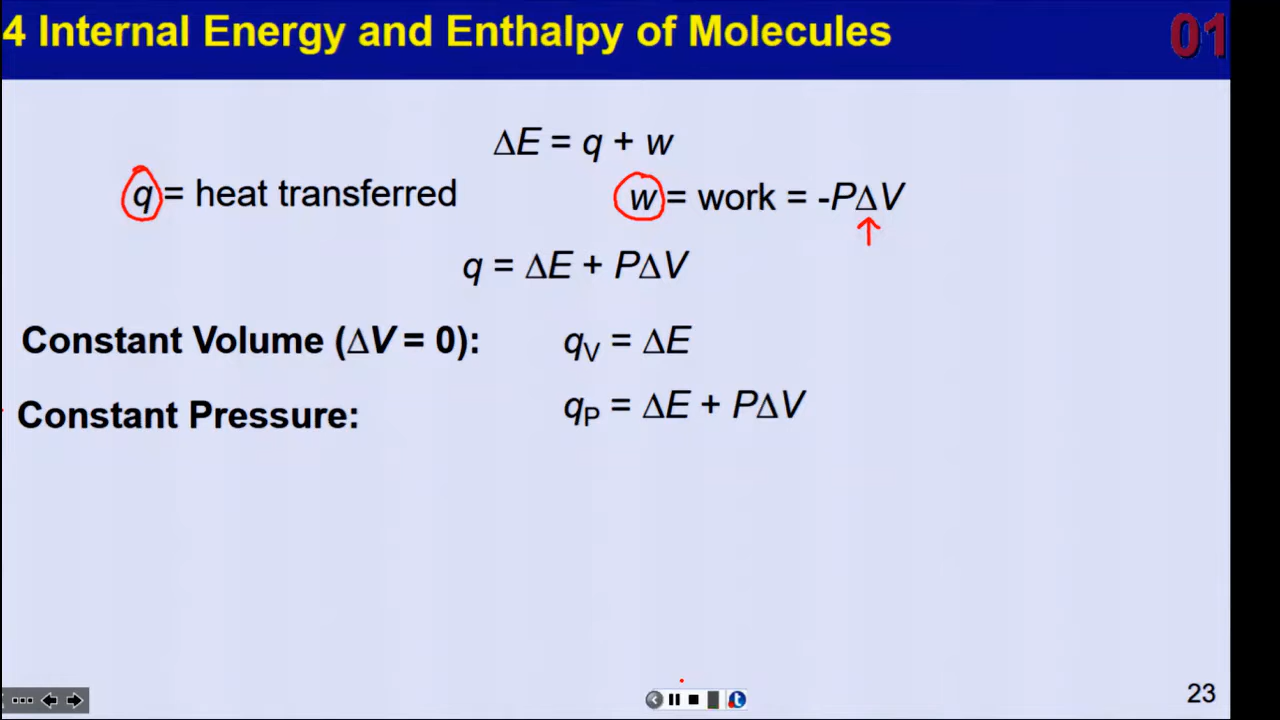 4 Internal Energy and Enthalpy of Molecules 01
ΔE = q + w
q = heat transferred w = work = -PΔV
q = ΔE + PΔV
Constant Volume (ΔV = 0): qV = ΔE
Constant Pressure: qP = ΔE + PΔV
23